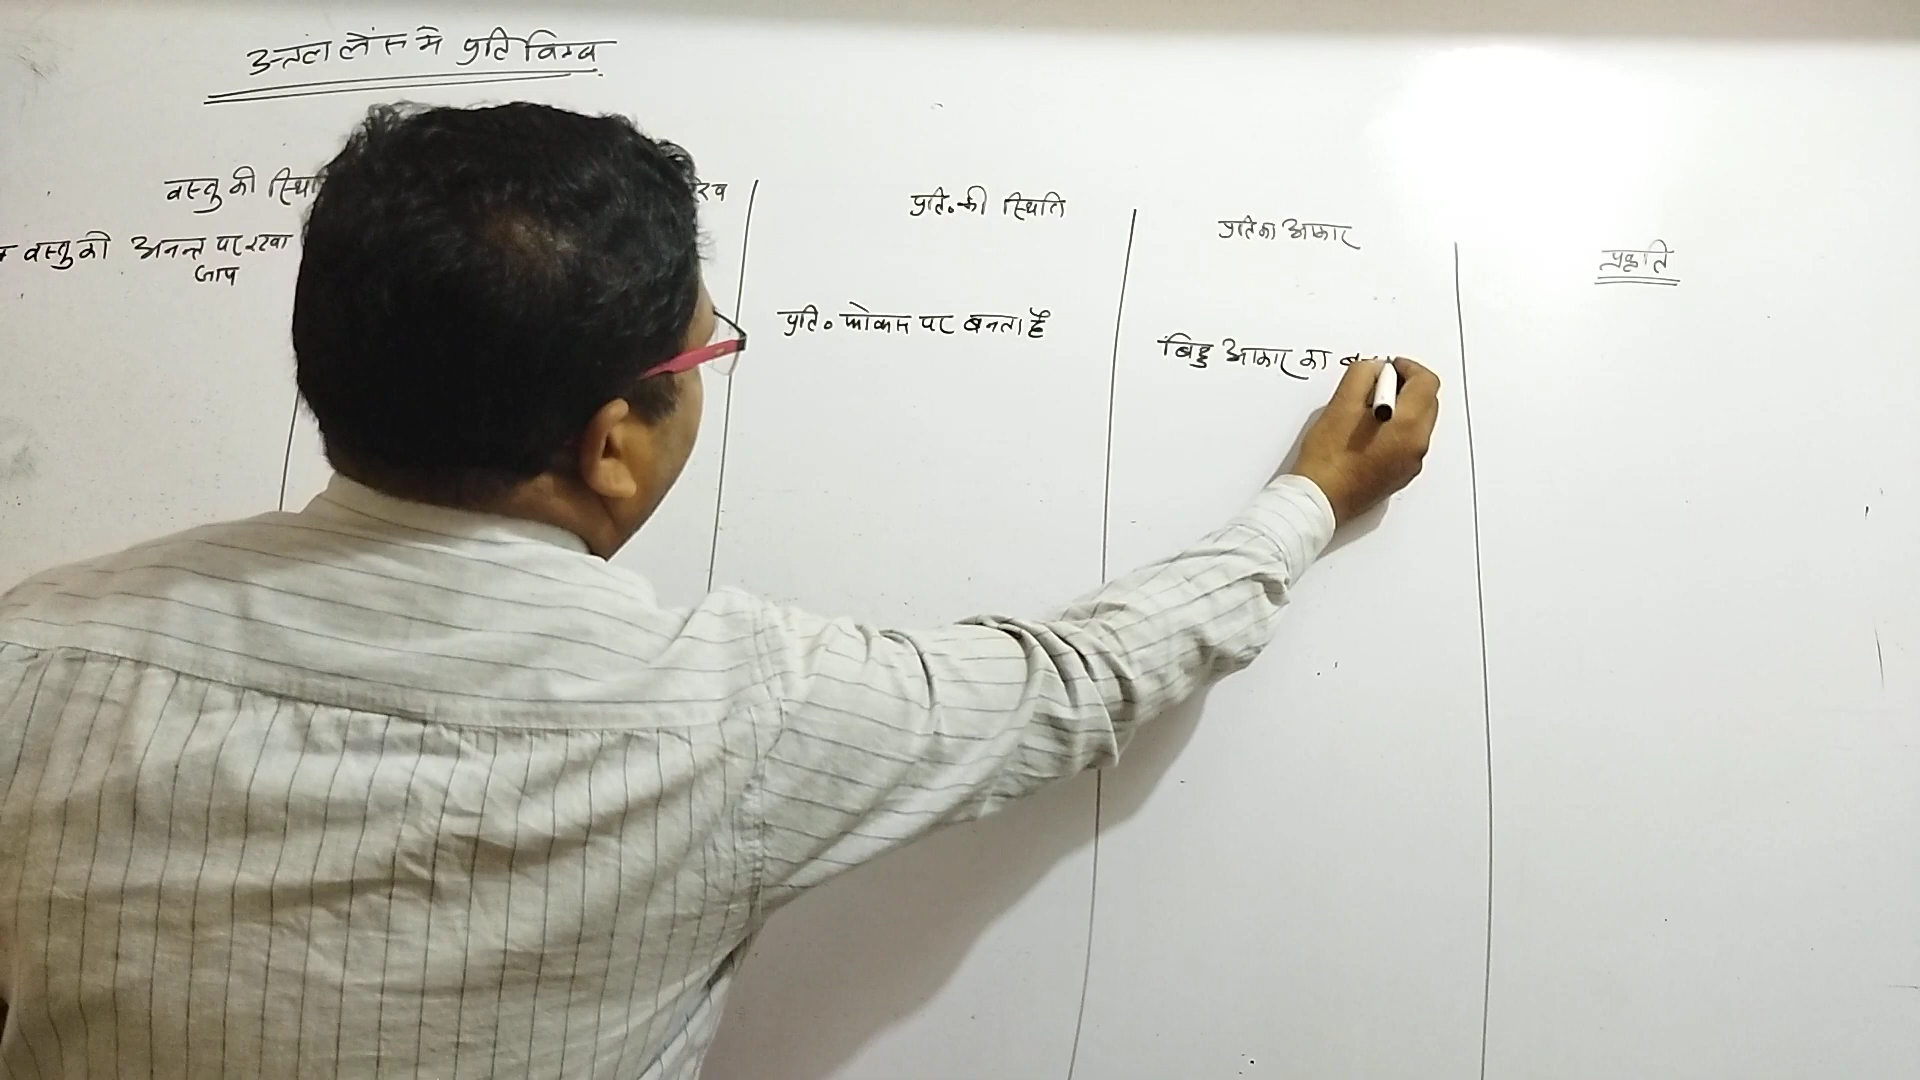 उत्तल लेंस में प्रतिबिम्ब
वस्तु की
प्रति॰ की स्थिति
प्रति का आकार
प्रकृति
वस्तु को अनन्त पर रखा
जाय
प्रति॰ फोकस पर बनता है
बिंदु आकार का